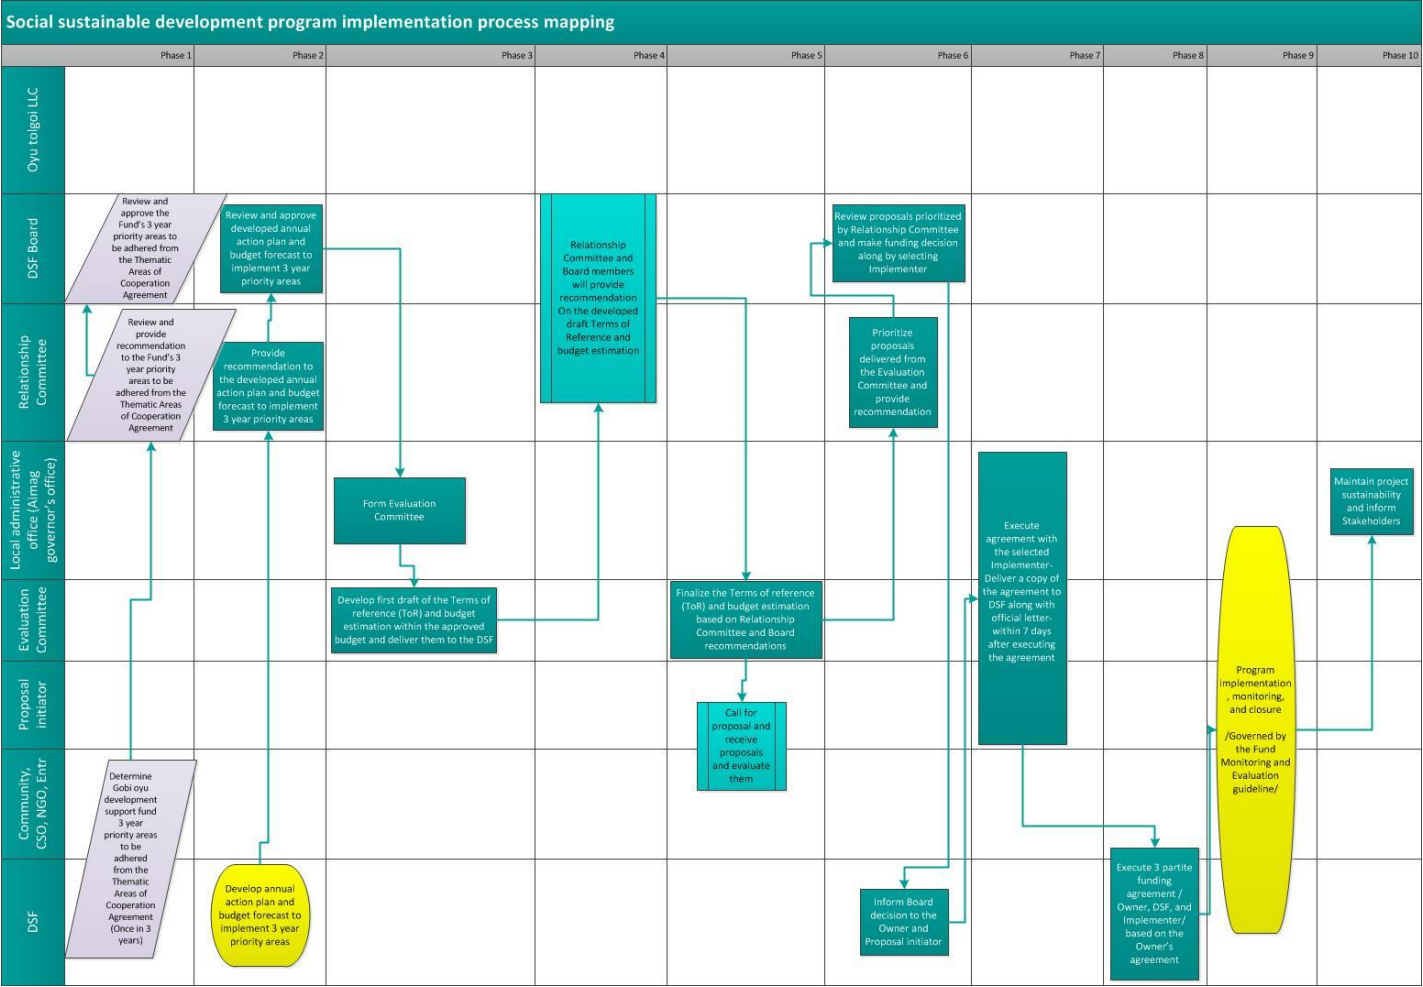 Social sustainable development program implementation process mapping
Phase 1
Phase 2
Phase 3
Phase 4
Phase 5
Phase 6
Phase 7
Phase 8
Phase 9
Phase 10
Oyu tolgoi LLC
DSF Board
Relationship
Committee
Local administrative
office (Aimag
governor's office)
Evaluation
Committee
Proposal
initiator
Community,
CSO, NGO, Entr
DSF
Review and
approve the
Fund's 3 year
priority areas to
be adhered from
the Thematic
Areas of
Cooperation
Agreement
Review and
provide
recommendation
to the Fund's 3
year priority
areas to be
adhered from the
Thematic Areas
of Cooperation
Agreement
Determine
Gobi oyu
development
support fund
3 year
priority areas
to be
adhered
from the
Thematic
Areas of
Cooperation
Agreement
(Once in 3
years)
Review and approve
developed annual
action plan and
budget forecast to
implement 3 year
priority areas
Provide
recommendation to
the developed annual
action plan and budget
forecast to implement
3 year priority areas
Develop annual
action plan and
budget forecast to
implement 3 year
priority areas
Form Evaluation
Committee
Develop first draft of the Terms of
reference (ToR) and budget
estimation within the approved
budget and deliver them to the DSF
Relationship
Committee and
Board members
will provide
recommendation
On the developed
draft Terms of
Reference and
budget estimation
Finalize the Terms of reference
(ToR) and budget estimation
based on Relationship
Committee and Board
recommendations
Call for
proposal and
receive
proposals
and evaluate
them
Review proposals prioritized
by Relationship Committee
and make funding decision
along by selecting
Implementer
Prioritize
proposals
delivered from
the Evaluation
Committee and
provide
recommendation
Inform Board
decision to the
Owner and
Proposal initiator
Execute
agreement with
the selected
Implementer-
Deliver a copy of
the agreement to
DSF along with
official letter-
within 7 days
after executing
the agreement
Execute 3 partite
funding
agreement /
Owner, DSF, and
Implementer/
based on the
Owner's
agreement
Program
implementation
, monitoring,
and closure
/Governed by
the Fund
Monitoring and
Evaluation
guideline/
Maintain project
sustainability
and inform
Stakeholders